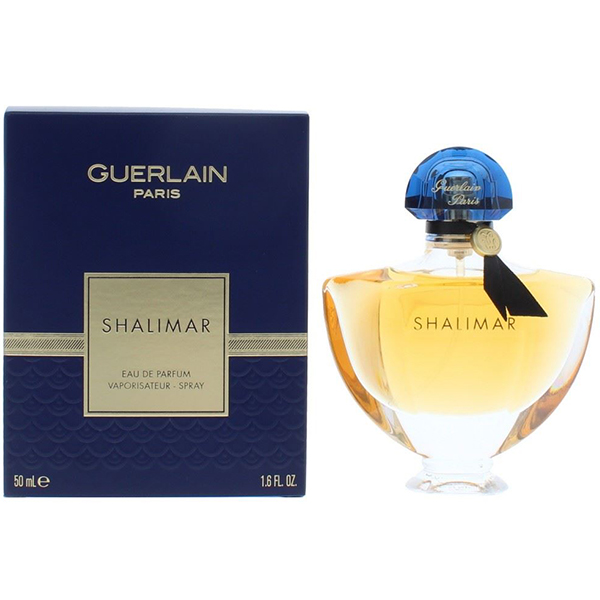 GUERLAIN
PARIS
SHALIMAR
EAU DE PARFUM
VAPORISATEUR - SPRAY
50 mL e
1.6 FL. OZ.
Guerlain
Paris
SHALIMAR